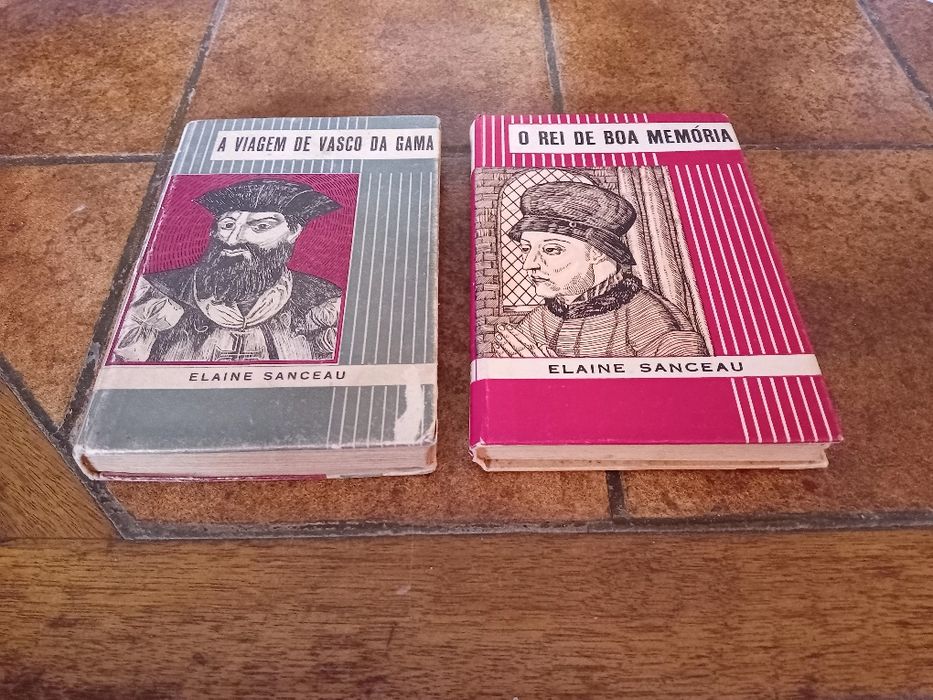 A VIAGEM DE VASCO DA GAMA
ELAINE SANCEAU
O REI DE BOA MEMÓRIA
ELAINE SANCEAU